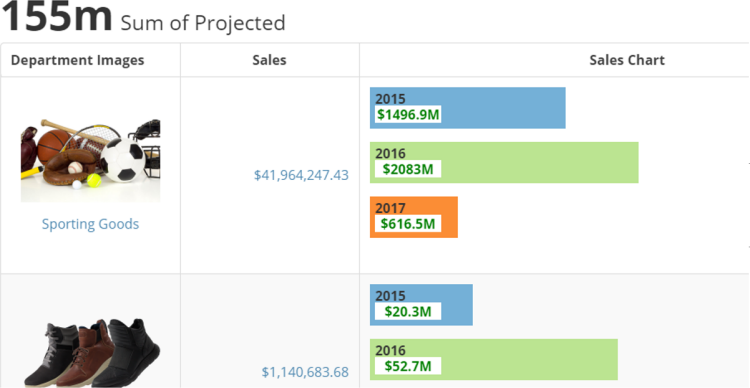 155m Sum of Projected
Department Images Sales Sales Chart
2015
$1496.9M
2016
$2083M
2017
$616.5M
$41,964,247.43
Sporting Goods
2015
$20.3M
2016
$52.7M
$1,140,683.68